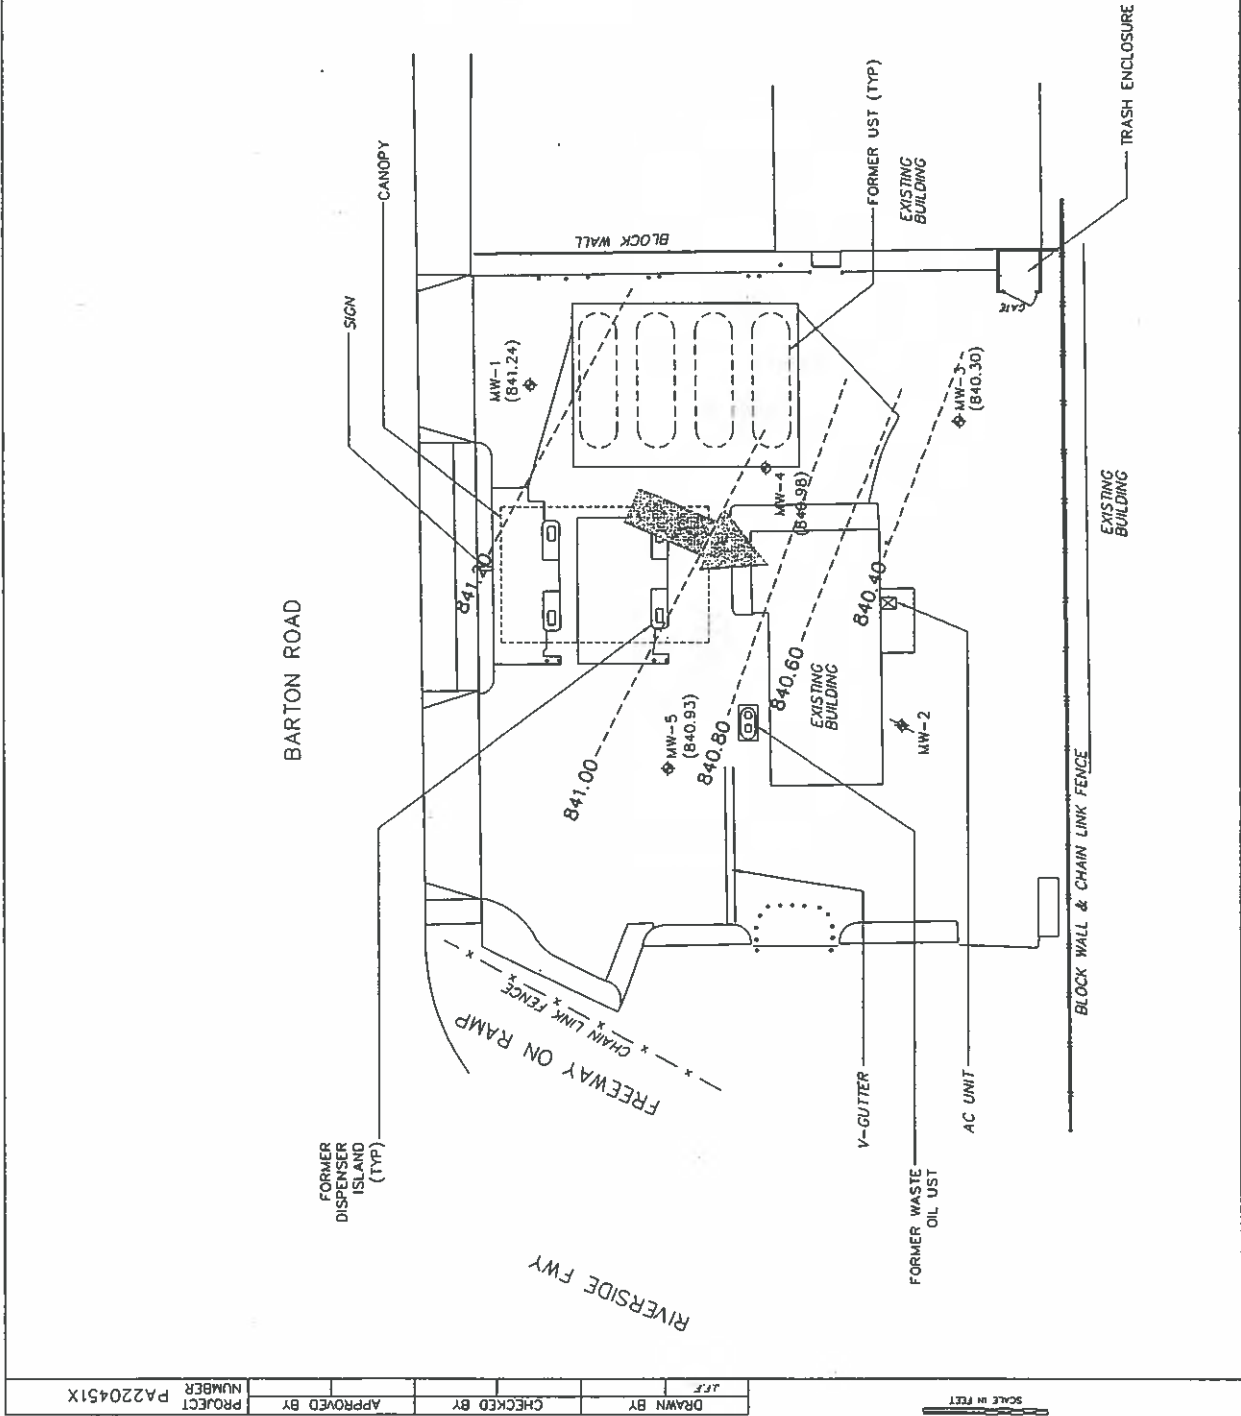 BARTON ROAD
SIGN
CANOPY
BLOCK WALL
FORMER UST (TYP)
EXISTING
BUILDING
TRASH ENCLOSURE
GATE
MW-1
(841.24)
MW-3
(840.30)
MW-4
(840.98)
841.20
841.00
MW-5
(840.93)
840.80
840.60
840.40
EXISTING
BUILDING
MW-2
EXISTING
BUILDING
BLOCK WALL & CHAIN LINK FENCE
CHAIN LINK FENCE
FREEWAY ON RAMP
RIVERSIDE FWY
FORMER
DISPENSER
ISLAND
(TYP)
V-GUTTER
FORMER WASTE
OIL UST
AC UNIT
SCALE IN FEET
DRAWN BY
J.F.F
CHECKED BY
APPROVED BY
PROJECT
NUMBER
PA220451X